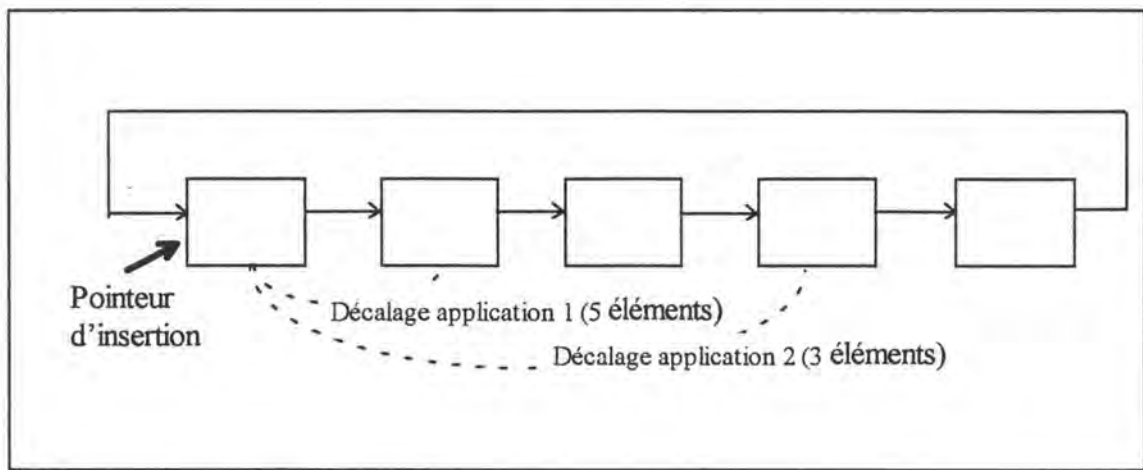 Pointeur
d'insertion
Décalage application 1 (5 éléments)
Décalage application 2 (3 éléments)